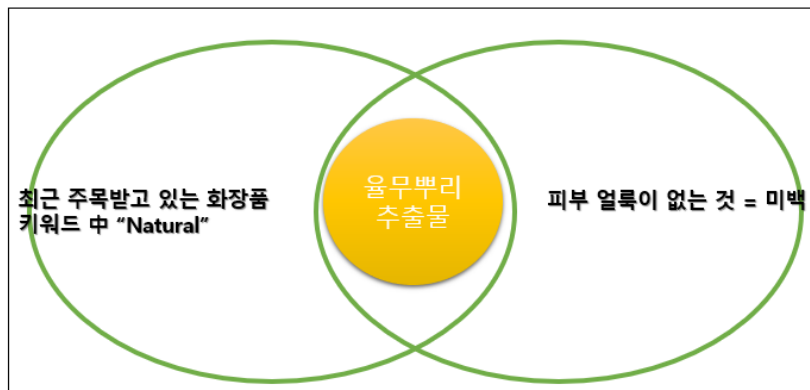 최근 주목받고 있는 화장품
키워드 中 “Natural”
율무뿌리
추출물
피부 얼룩이 없는 것 = 미백